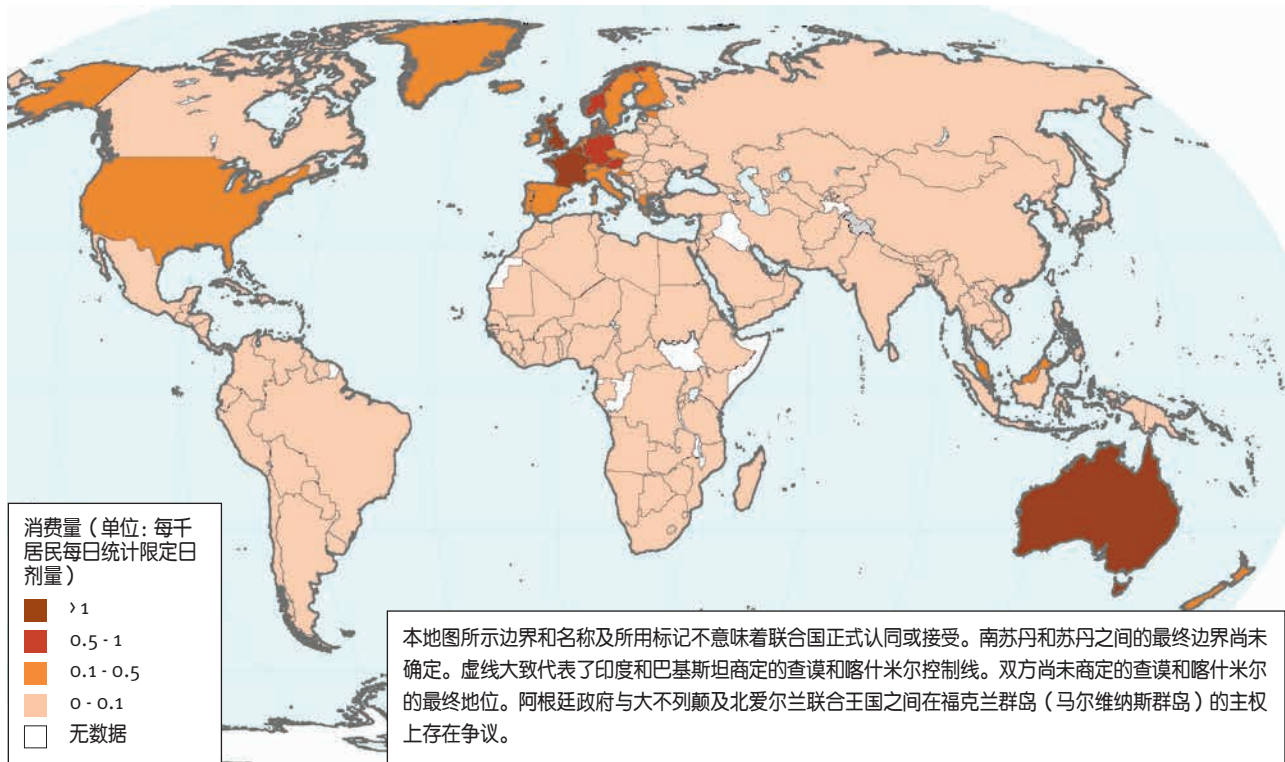 消费量（单位：每千
居民每日统计限定日
剂量）
>1
0.5 - 1
0.1 - 0.5
0 - 0.1
无数据
本地图所示边界和名称及所用标记不意味着联合国正式认同或接受。南苏丹和苏丹之间的最终边界尚未
确定。虚线大致代表了印度和巴基斯坦商定的查谟和喀什米尔控制线。双方尚未商定的查谟和喀什米尔
的最终地位。阿根廷政府与大不列颠及北爱尔兰联合王国之间在福克兰群岛（马尔维纳斯群岛）的主权
上存在争议。